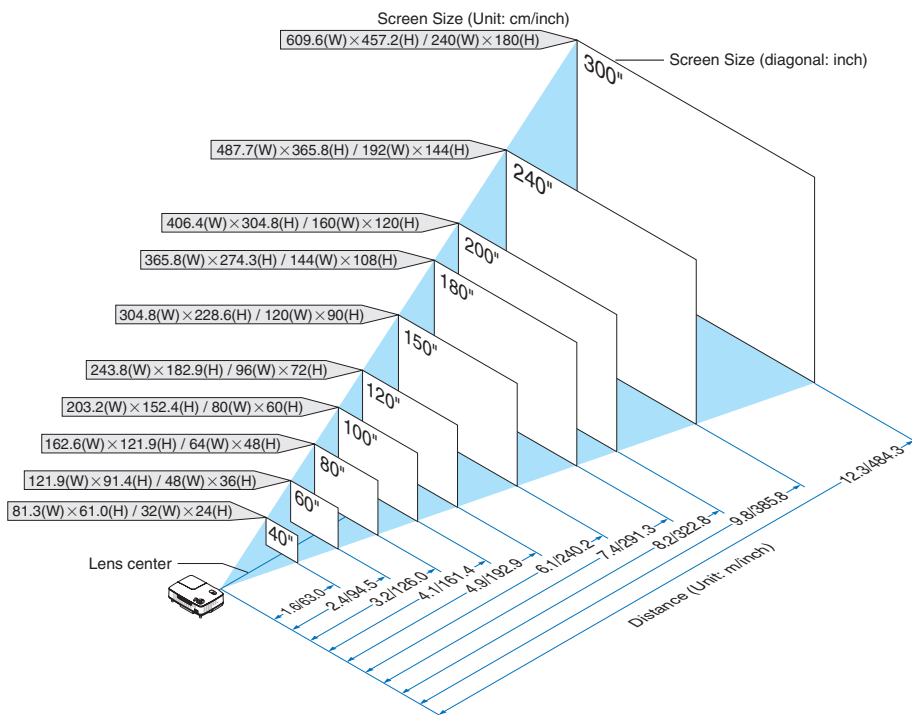 Screen Size (Unit: cm/inch)
609.6(W)×457.2(H) / 240(W)×180(H)
Screen Size (diagonal: inch)
300"
487.7(W)×365.8(H) / 192(W)×144(H)
240"
406.4(W)×304.8(H) / 160(W)×120(H)
200"
365.8(W)×274.3(H) / 144(W)×108(H)
180"
304.8(W)×228.6(H) / 120(W)×90(H)
150"
243.8(W)×182.9(H) / 96(W)×72(H)
120"
203.2(W)×152.4(H) / 80(W)×60(H)
100"
162.6(W)×121.9(H) / 64(W)×48(H)
80"
121.9(W)×91.4(H) / 48(W)×36(H)
60"
81.3(W)×61.0(H) / 32(W)×24(H)
40"
Lens center
1.6/63.0
2.4/94.5
3.2/126.0
4.1/161.4
4.9/192.9
6.1/240.2
7.4/291.3
8.2/322.8
9.8/385.8
12.3/484.3
Distance (Unit: m/inch)